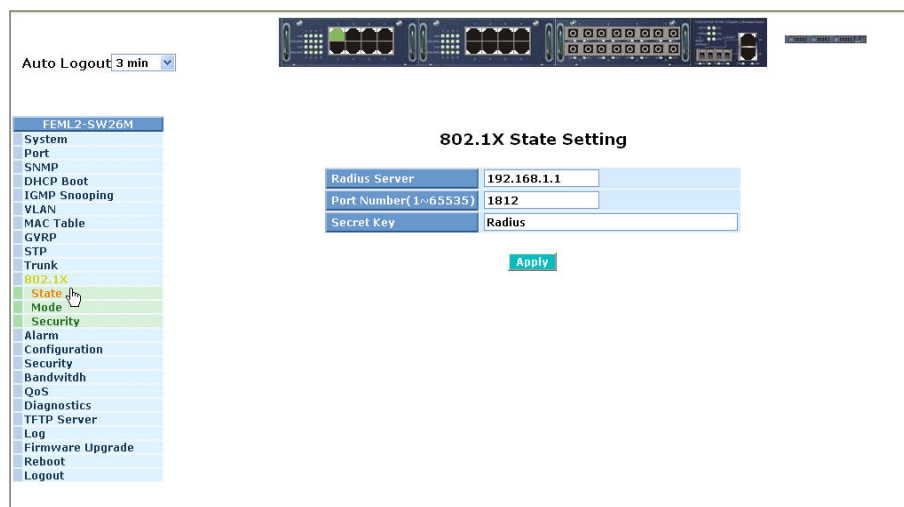 Auto Logout 3 min
FEML2-SW26M
System
Port
SNMP
DHCP Boot
IGMP Snooping
VLAN
MAC Table
GVRP
STP
Trunk
802.1X
State
Mode
Security
Alarm
Configuration
Security
Bandwitdh
QoS
Diagnostics
TFTP Server
Log
Firmware Upgrade
Reboot
Logout
802.1X State Setting
Radius Server 192.168.1.1
Port Number(1~65535) 1812
Secret Key Radius
Apply